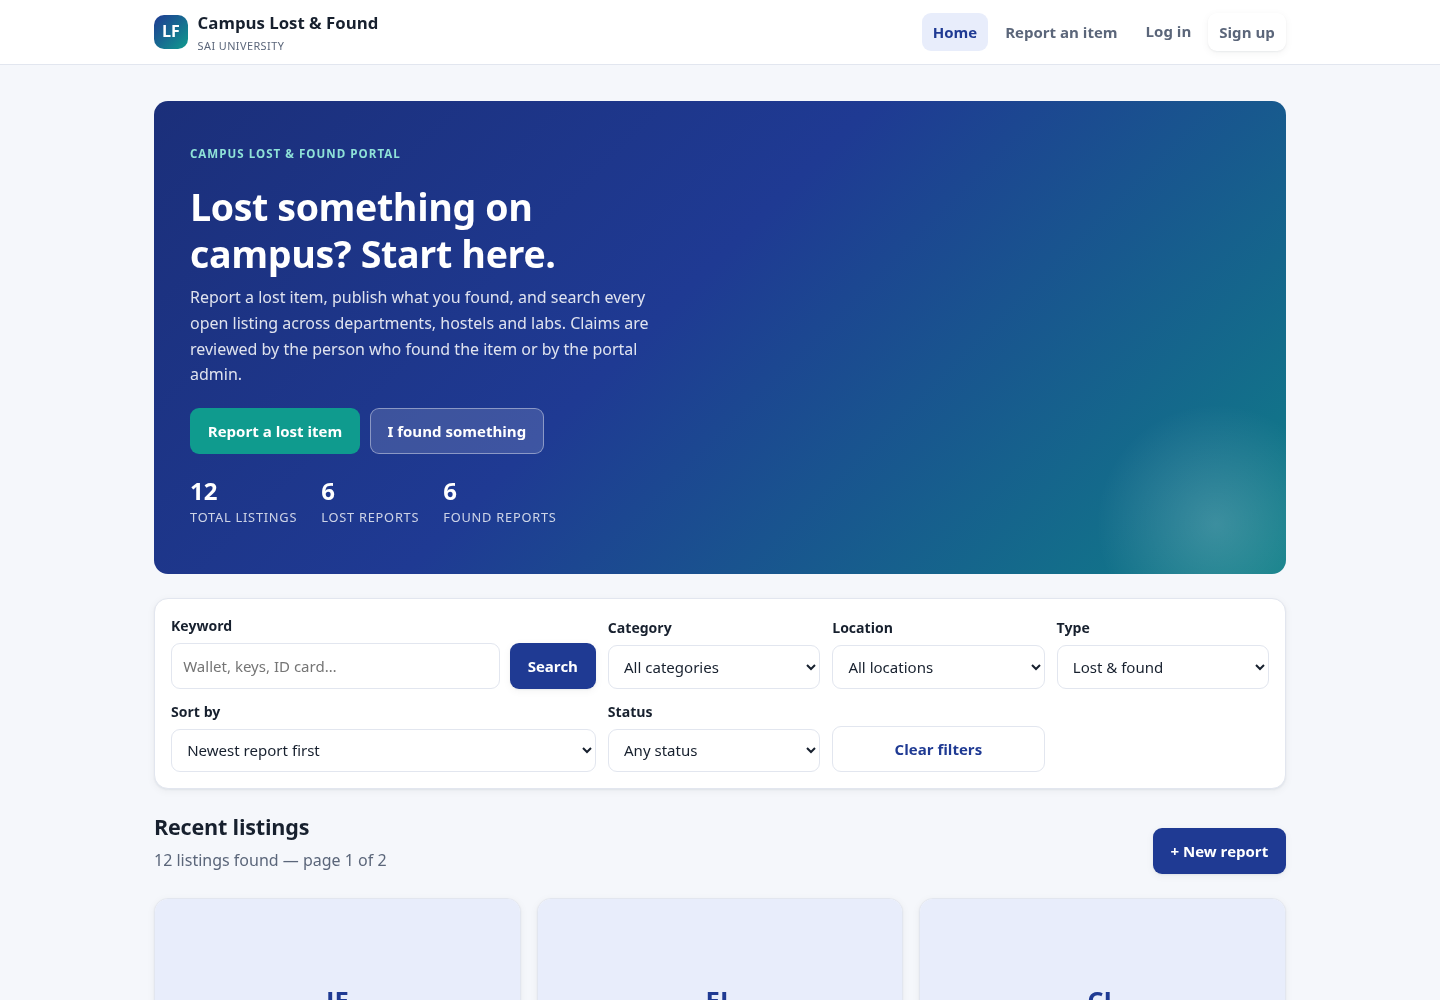 LF
Campus Lost & Found
SAI UNIVERSITY
Home
Report an item
Log in
Sign up
CAMPUS LOST & FOUND PORTAL
Lost something on
campus? Start here.
Report a lost item, publish what you found, and search every
open listing across departments, hostels and labs. Claims are
reviewed by the person who found the item or by the portal
admin.
Report a lost item
I found something
12
TOTAL LISTINGS
6
LOST REPORTS
6
FOUND REPORTS
Keyword
Wallet, keys, ID card...
Search
Category
All categories
Location
All locations
Type
Lost & found
Sort by
Newest report first
Status
Any status
Clear filters
Recent listings
12 listings found — page 1 of 2
+ New report